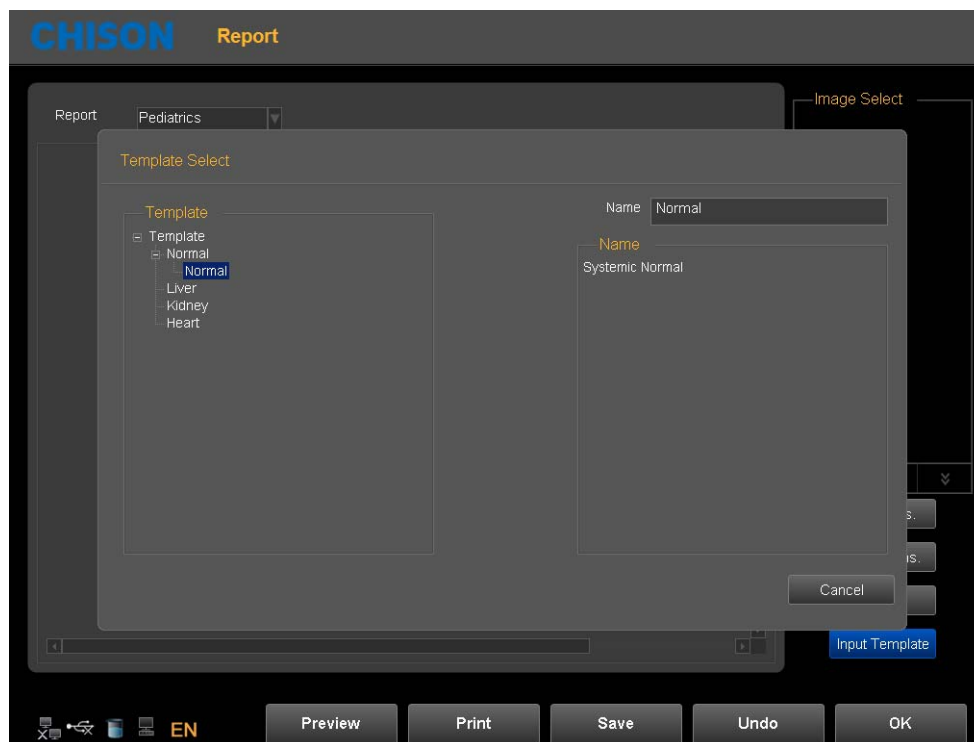 CHISON Report
Image Select
Report Pediatrics
Template Select
Template
Template
Normal
Normal
Liver
Kidney
Heart
Name Normal
Name
Systemic Normal
s.
ns.
Cancel
Input Template
EN Preview Print Save Undo OK